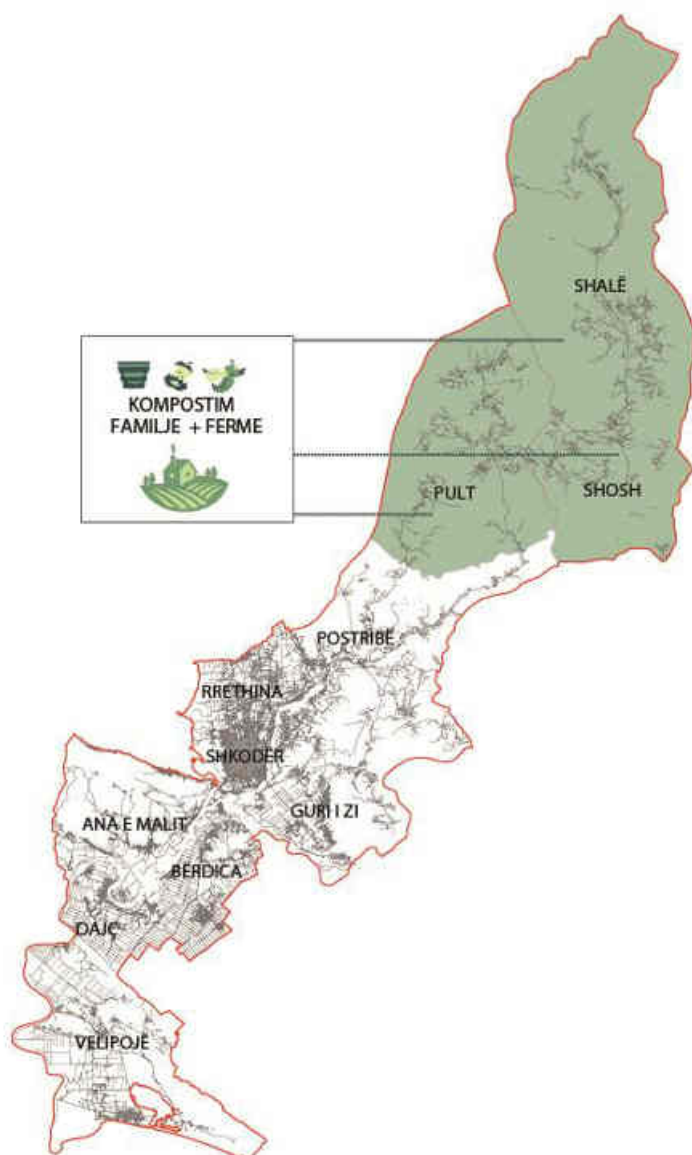 SHALË
KOMPOSTIM
FAMILJE + FERME
PULT
SHOSH
POSTRIBË
RRETHINA
SHKODËR
GURI I ZI
ANA E MALIT
BËRDICA
DAJÇ
VELIPOJË